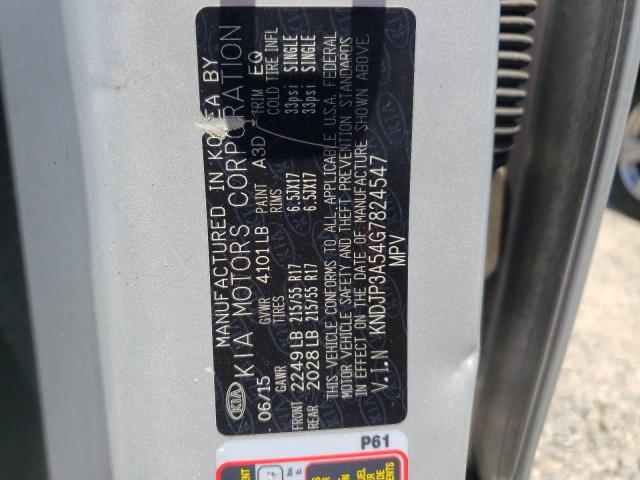 MANUFACTURED IN KOREA BY
KIA KIA MOTORS CORPORATION
06/15 GVWR 4101LB PAINT A3D TRIM EQ
GAWR TIRES RIMS COLD TIRE INFL
FRONT 2249LB 215/55 R17 6.5JX17 33psi SINGLE
REAR 2028LB 215/55 R17 6.5JX17 33psi SINGLE
THIS VEHICLE CONFORMS TO ALL APPLICABLE U.S.A. FEDERAL
MOTOR VEHICLE SAFETY AND THEFT PREVENTION STANDARDS
IN EFFECT ON THE DATE OF MANUFACTURE SHOWN ABOVE.
V.I.N KNDJP3A54G7824547
MPV
P61